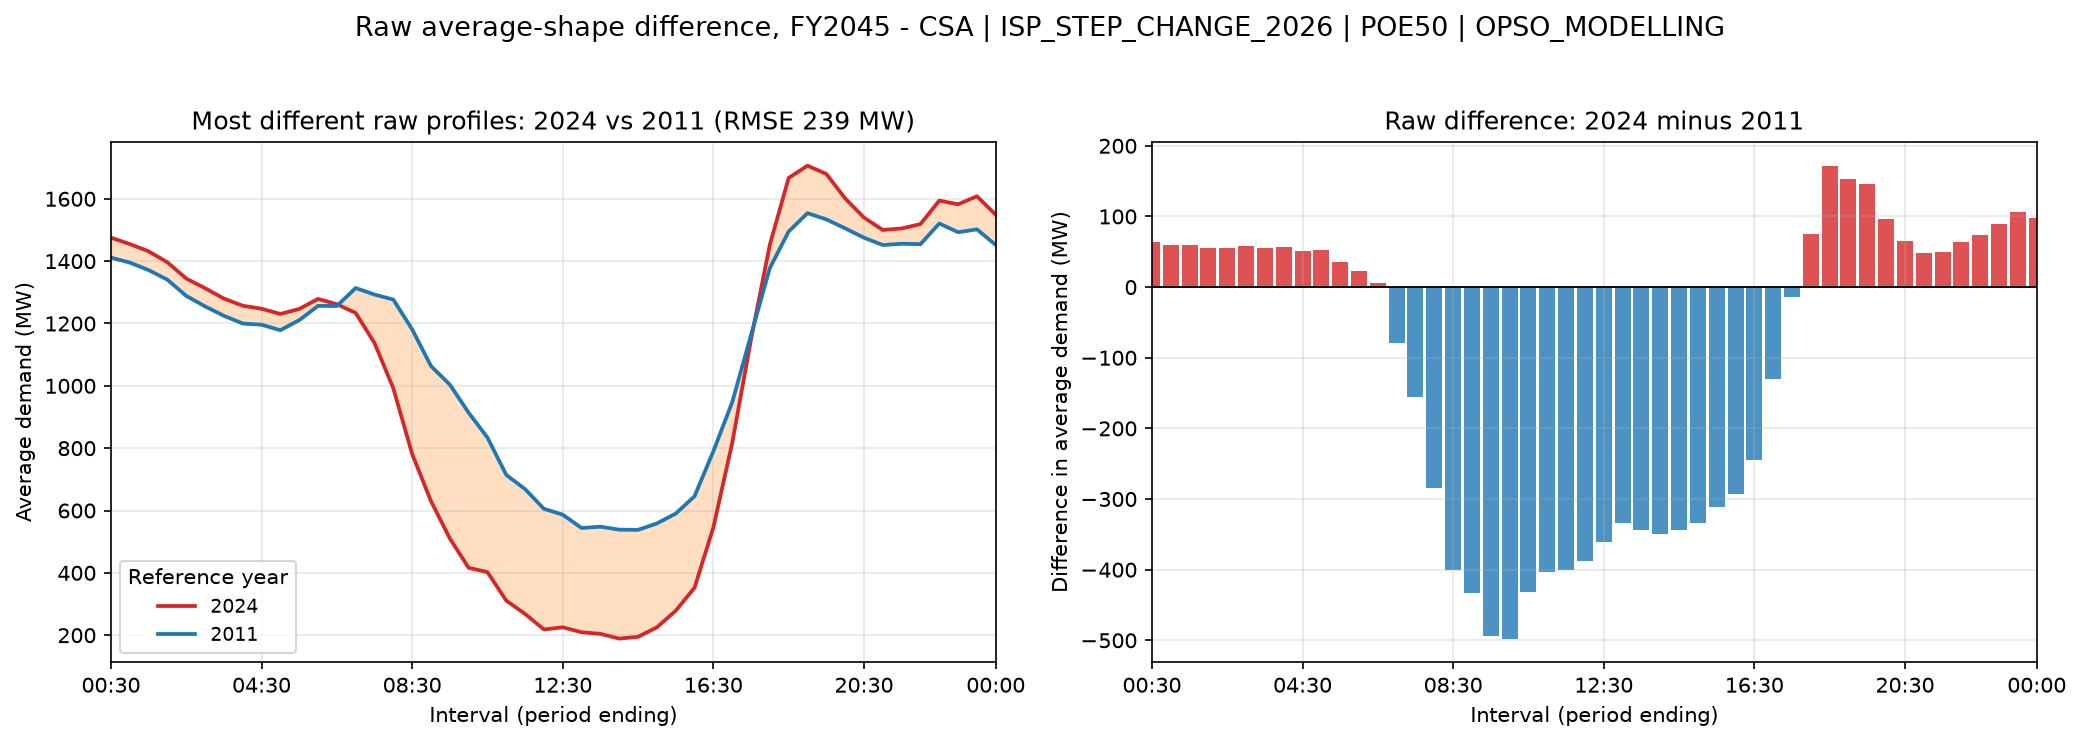 Raw average-shape difference, FY2045 - CSA | ISP_STEP_CHANGE_2026 | POE50 | OPSO_MODELLING
Most different raw profiles: 2024 vs 2011 (RMSE 239 MW)
Average demand (MW)
1600
1400
1200
1000
800
600
400
200
Reference year
2024
2011
00:30 04:30 08:30 12:30 16:30 20:30 00:00
Interval (period ending)
Raw difference: 2024 minus 2011
Difference in average demand (MW)
200
100
0
−100
−200
−300
−400
−500
00:30 04:30 08:30 12:30 16:30 20:30 00:00
Interval (period ending)